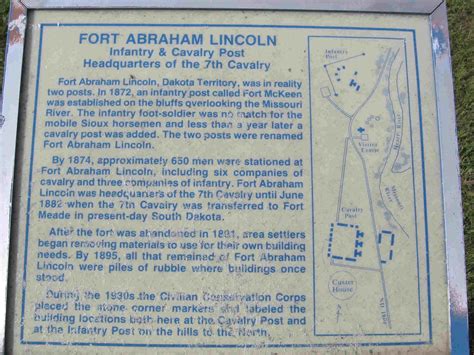 FORT ABRAHAM LINCOLN
Infantry & Cavalry Post
Headquarters of the 7th Cavalry
Fort Abraham Lincoln, Dakota Territory, was in reality
two posts. In 1872, an infantry post called Fort McKeen
was established on the bluffs overlooking the Missouri
River. The infantry foot-soldier was no match for the
mobile Sioux horsemen and less than a year later a
cavalry post was added. The two posts were renamed
Fort Abraham Lincoln.
By 1874, approximately 650 men were stationed at
Fort Abraham Lincoln, including six companies of
cavalry and three companies of infantry. Fort Abraham
Lincoln was headquarters of the 7th Cavalry until June
1882 when the 7th Cavalry was transferred to Fort
Meade in present-day South Dakota.
After the fort was abandoned in 1891, area settlers
began removing materials to use for their own building
needs. By 1895, all that remained of Fort Abraham
Lincoln were piles of rubble where buildings once
stood.
During the 1930s the Civilian Conservation Corps
placed the stone corner markers and labeled the
building locations both here at the Cavalry Post and
at the Infantry Post on the hills to the North.
Infantry
Post
Visitor
Center
Heart River
Missouri
River
Cavalry
Post
Custer
House